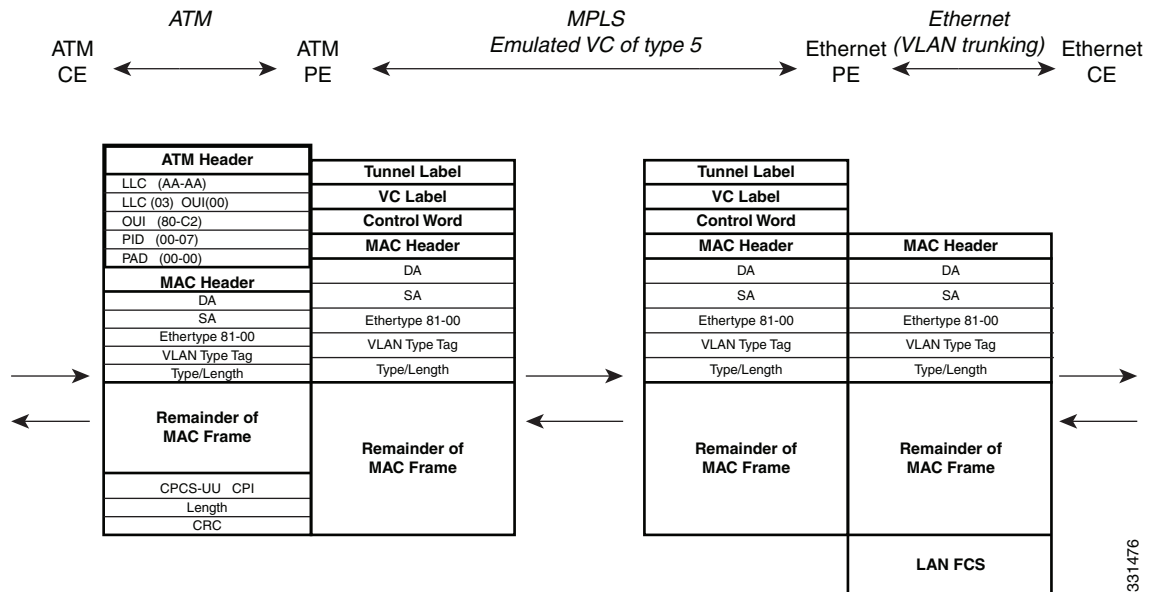 ATM
MPLS
Emulated VC of type 5
Ethernet
(VLAN trunking)
ATM
CE
ATM
PE
Ethernet
PE
Ethernet
CE
ATM Header
LLC (AA-AA)
LLC (03) OUI(00)
OUI (80-C2)
PID (00-07)
PAD (00-00)
MAC Header
DA
SA
Ethertype 81-00
VLAN Type Tag
Type/Length
Remainder of
MAC Frame
CPCS-UU CPI
Length
CRC
Tunnel Label
VC Label
Control Word
MAC Header
DA
SA
Ethertype 81-00
VLAN Type Tag
Type/Length
Remainder of
MAC Frame
Tunnel Label
VC Label
Control Word
MAC Header
DA
SA
Ethertype 81-00
VLAN Type Tag
Type/Length
Remainder of
MAC Frame
MAC Header
DA
SA
Ethertype 81-00
VLAN Type Tag
Type/Length
Remainder of
MAC Frame
LAN FCS
331476